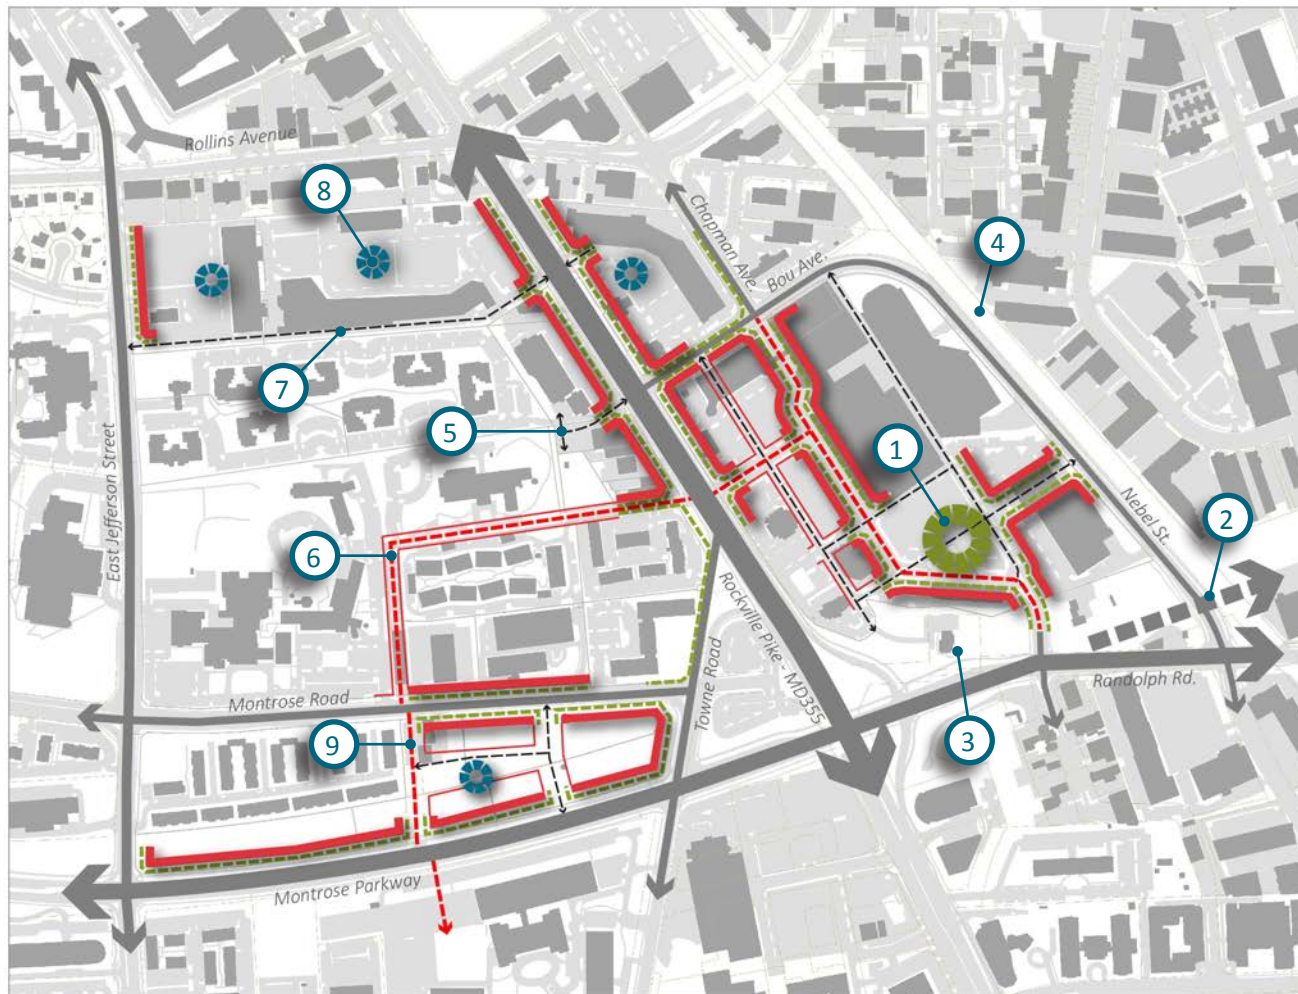 Rollins Avenue
8
Chapman Ave.
4
Bou Ave.
7
5
1
East Jefferson Street
Nebel St.
2
6
Rockville Pike - MD355
Towne Road
Randolph Rd.
Montrose Road
9
3
Montrose Parkway